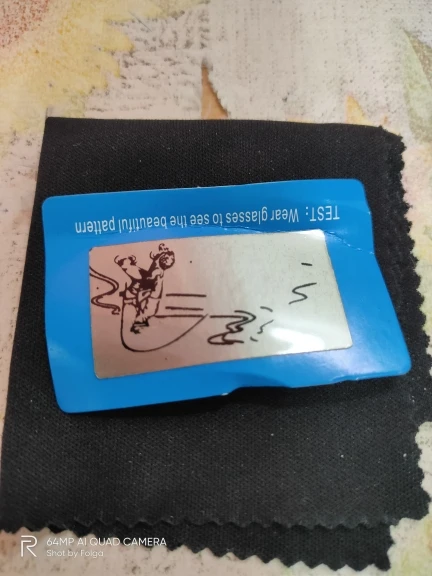 TEST: Wear glasses to see the beautiful pattern
64MP AI QUAD CAMERA
Shot by Folga